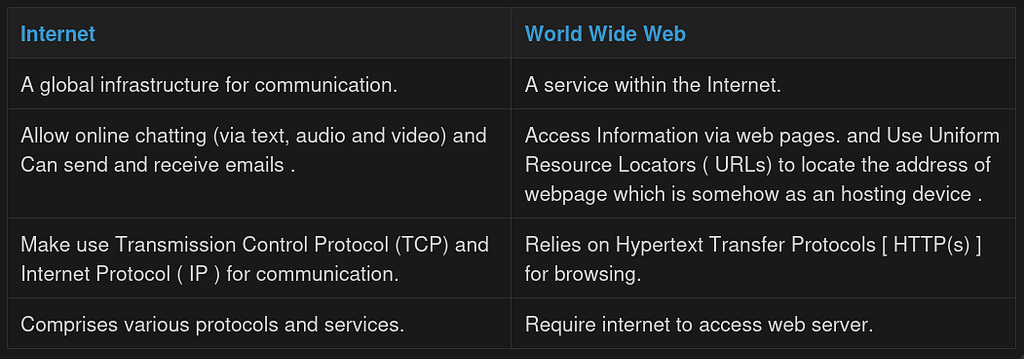 Internet
World Wide Web
A global infrastructure for communication.
A service within the Internet.
Allow online chatting (via text, audio and video) and
Can send and receive emails .
Access Information via web pages. and Use Uniform
Resource Locators ( URLs) to locate the address of
webpage which is somehow as an hosting device .
Make use Transmission Control Protocol (TCP) and
Internet Protocol ( IP ) for communication.
Relies on Hypertext Transfer Protocols [ HTTP(s) ]
for browsing.
Comprises various protocols and services.
Require internet to access web server.